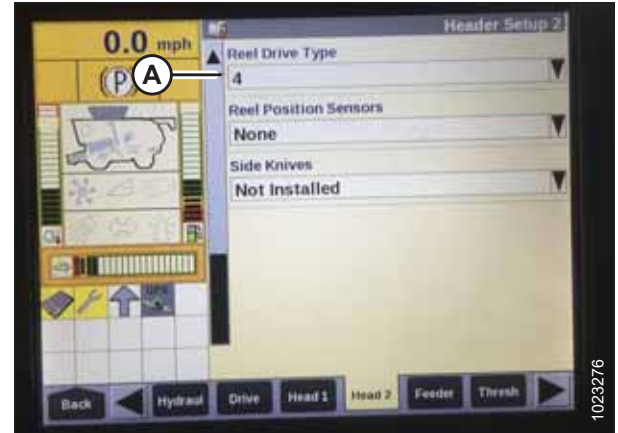 0.0 mph
Header Setup 2
(P)
A
Reel Drive Type
4
Reel Position Sensors
None
Side Knives
Not Installed
Back
Hydraul
Drive
Head 1
Head 2
Feeder
Thresh
1023276